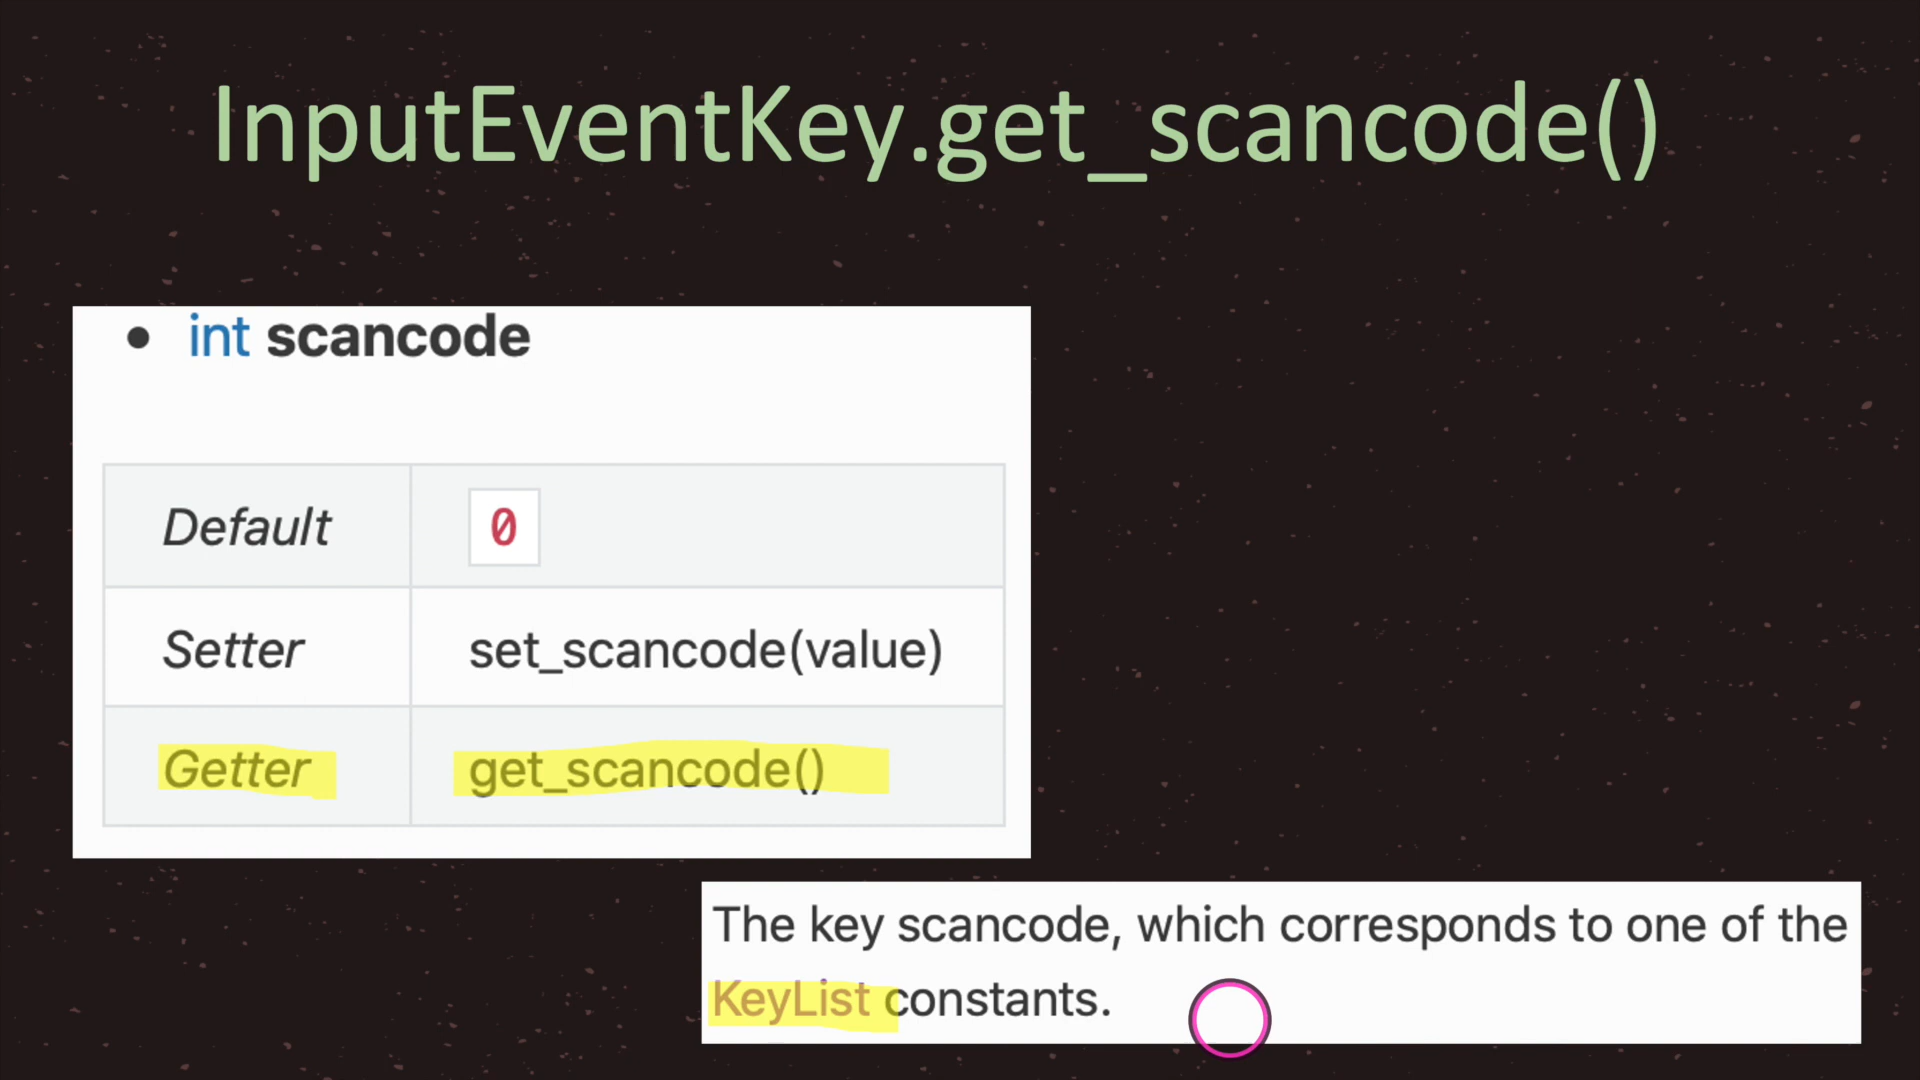 InputEventKey.get_scancode()
• int scancode
Default 0
Setter set_scancode(value)
Getter get_scancode()
The key scancode, which corresponds to one of the
KeyList constants.